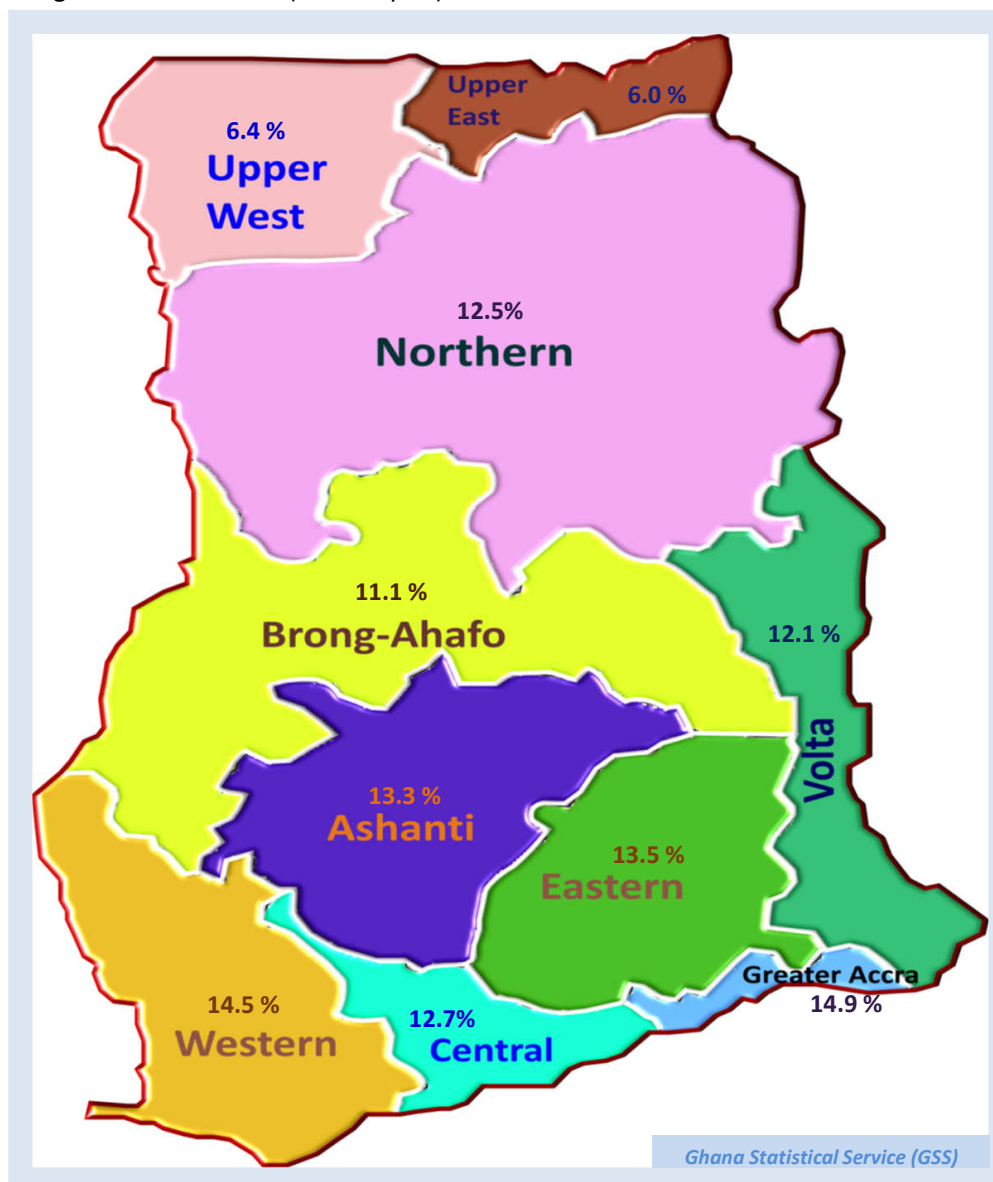 Upper
East
6.0 %
6.4 %
Upper
West
12.5%
Northern
11.1 %
Brong-Ahafo
12.1 %
Volta
13.3 %
Ashanti
13.5 %
Eastern
Greater Accra
14.9 %
14.5 %
Western
12.7%
Central
Ghana Statistical Service (GSS)